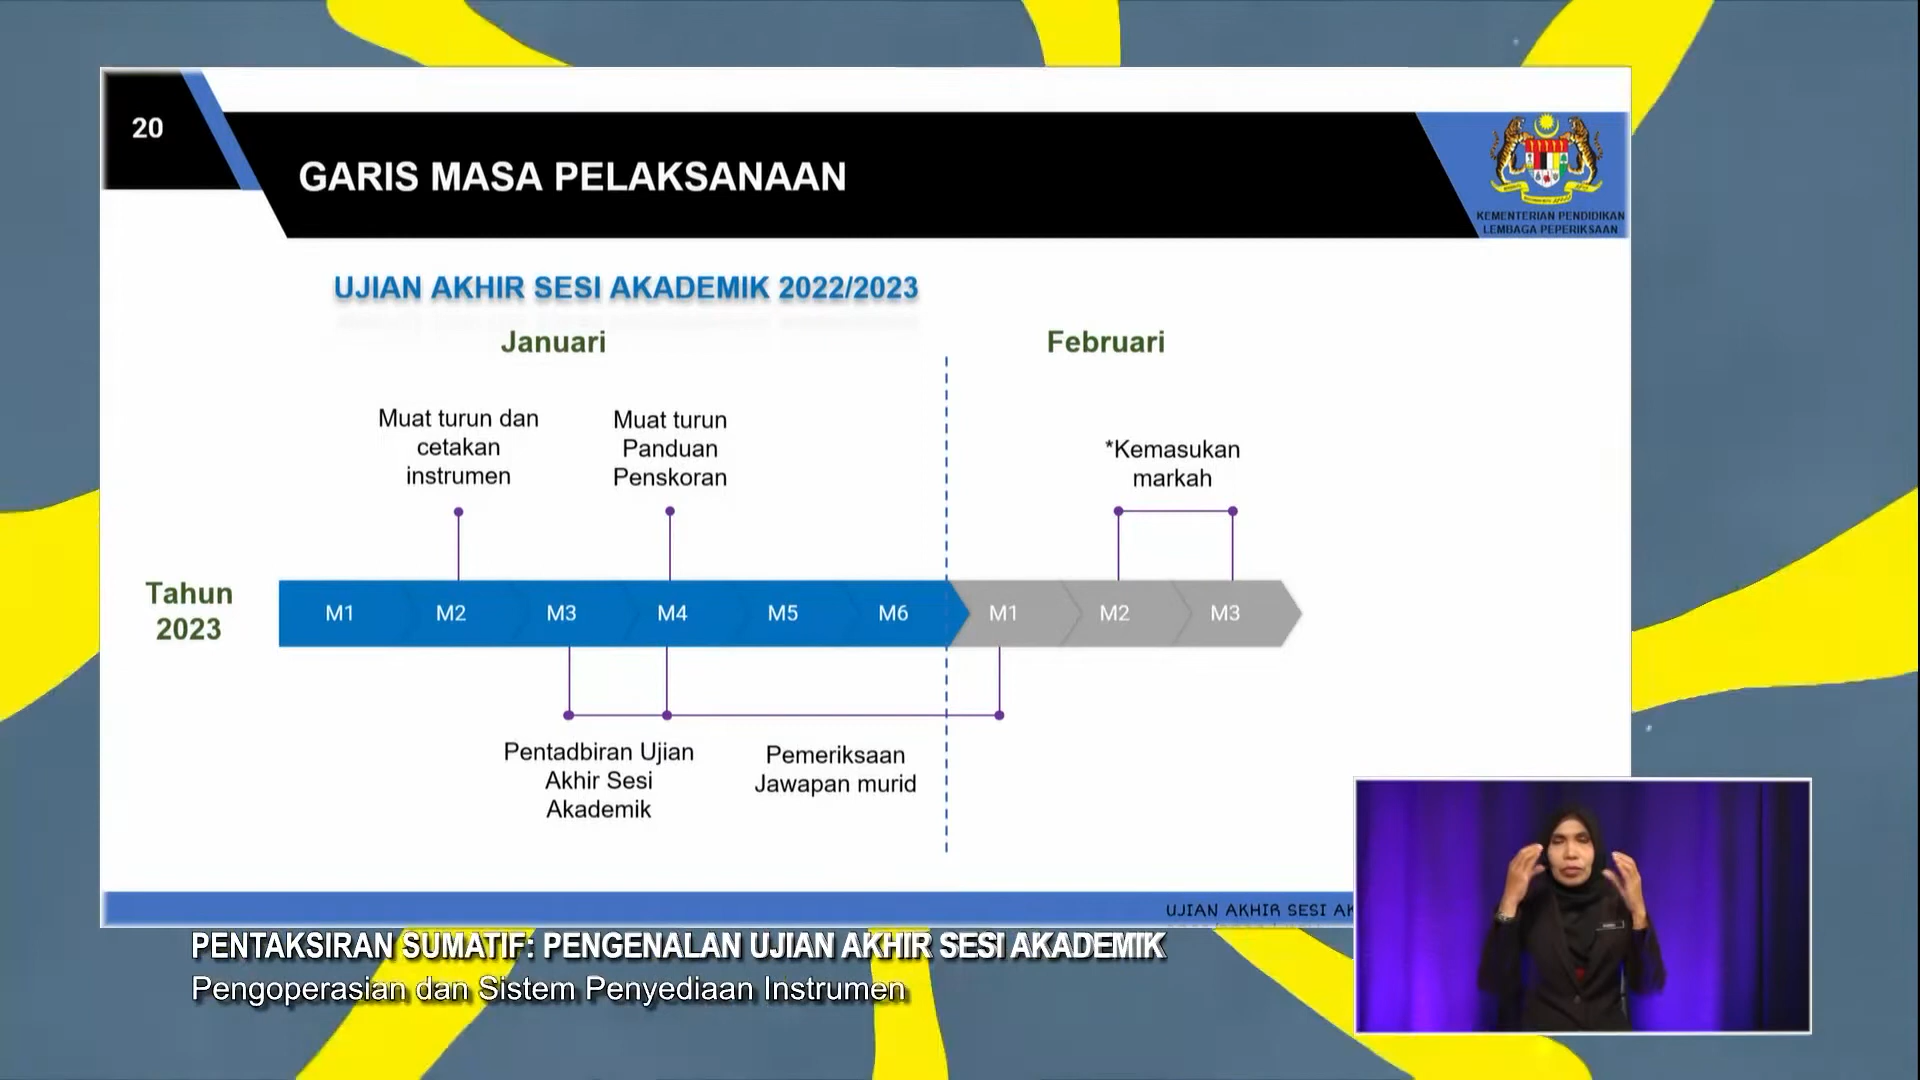 20
GARIS MASA PELAKSANAAN
KEMENTERIAN PENDIDIKAN
LEMBAGA PEPERIKSAAN
UJIAN AKHIR SESI AKADEMIK 2022/2023
Januari
Februari
Muat turun dan
cetakan
instrumen
Muat turun
Panduan
Penskoran
*Kemasukan
markah
Tahun
2023
M1 M2 M3 M4 M5 M6 M1 M2 M3
Pentadbiran Ujian
Akhir Sesi
Akademik
Pemeriksaan
Jawapan murid
UJIAN AKHIR SESI AK
PENTAKSIRAN SUMATIF: PENGENALAN UJIAN AKHIR SESI AKADEMIK
Pengoperasian dan Sistem Penyediaan Instrumen